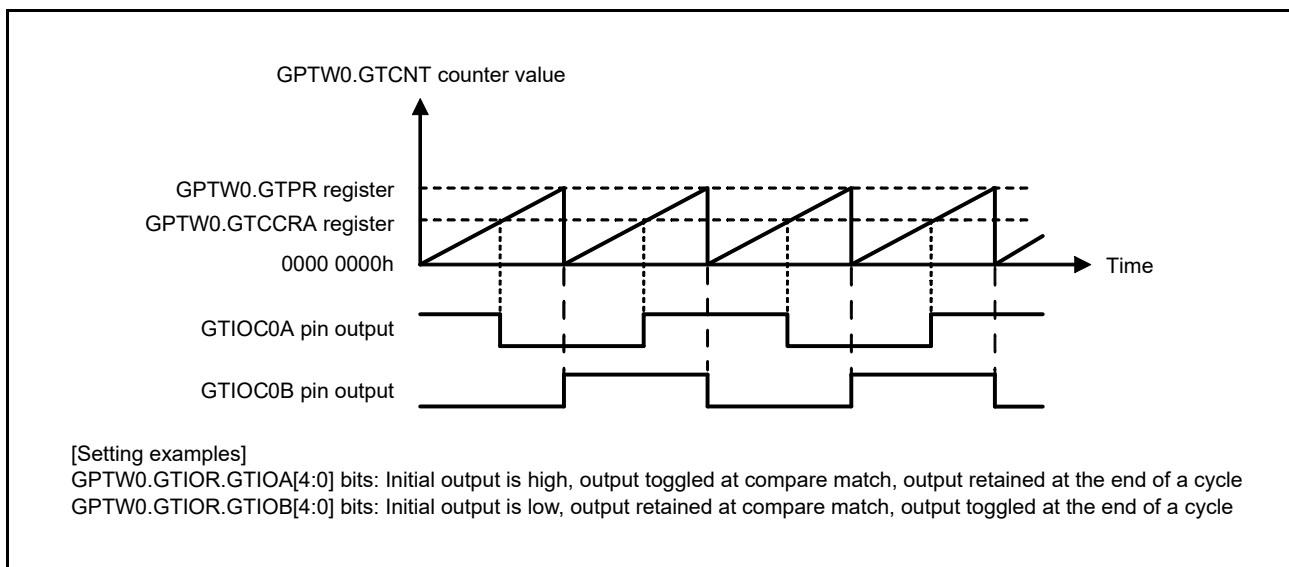 GPTW0.GTCNT counter value
GPTW0.GTPR register
GPTW0.GTCCRA register
0000 0000h
Time
GTIOC0A pin output
GTIOC0B pin output
[Setting examples]
GPTW0.GTIOR.GTIOA[4:0] bits: Initial output is high, output toggled at compare match, output retained at the end of a cycle
GPTW0.GTIOR.GTIOB[4:0] bits: Initial output is low, output retained at compare match, output toggled at the end of a cycle